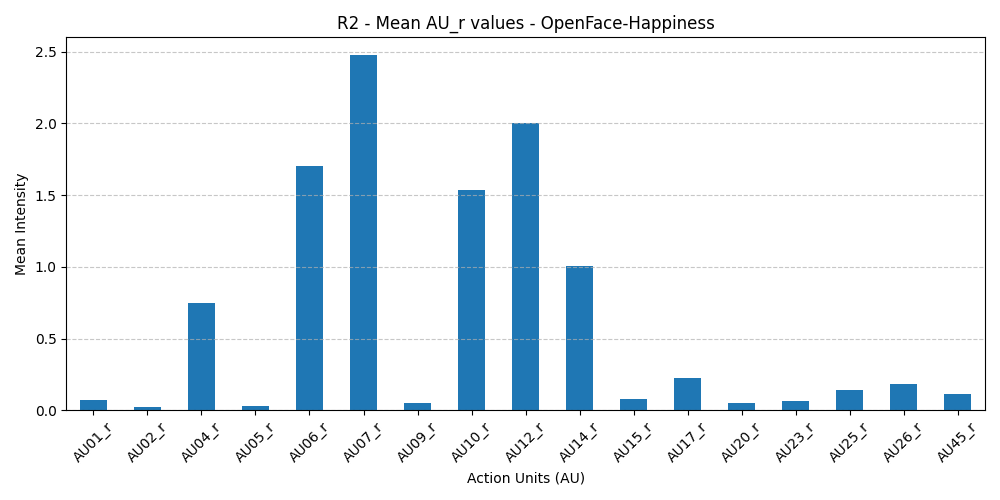 R2 - Mean AU_r values - OpenFace-Happiness
Mean Intensity
2.5
2.0
1.5
1.0
0.5
0.0
AU01_r AU02_r AU04_r AU05_r AU06_r AU07_r AU09_r AU10_r AU12_r AU14_r AU15_r AU17_r AU20_r AU23_r AU25_r AU26_r AU45_r
Action Units (AU)